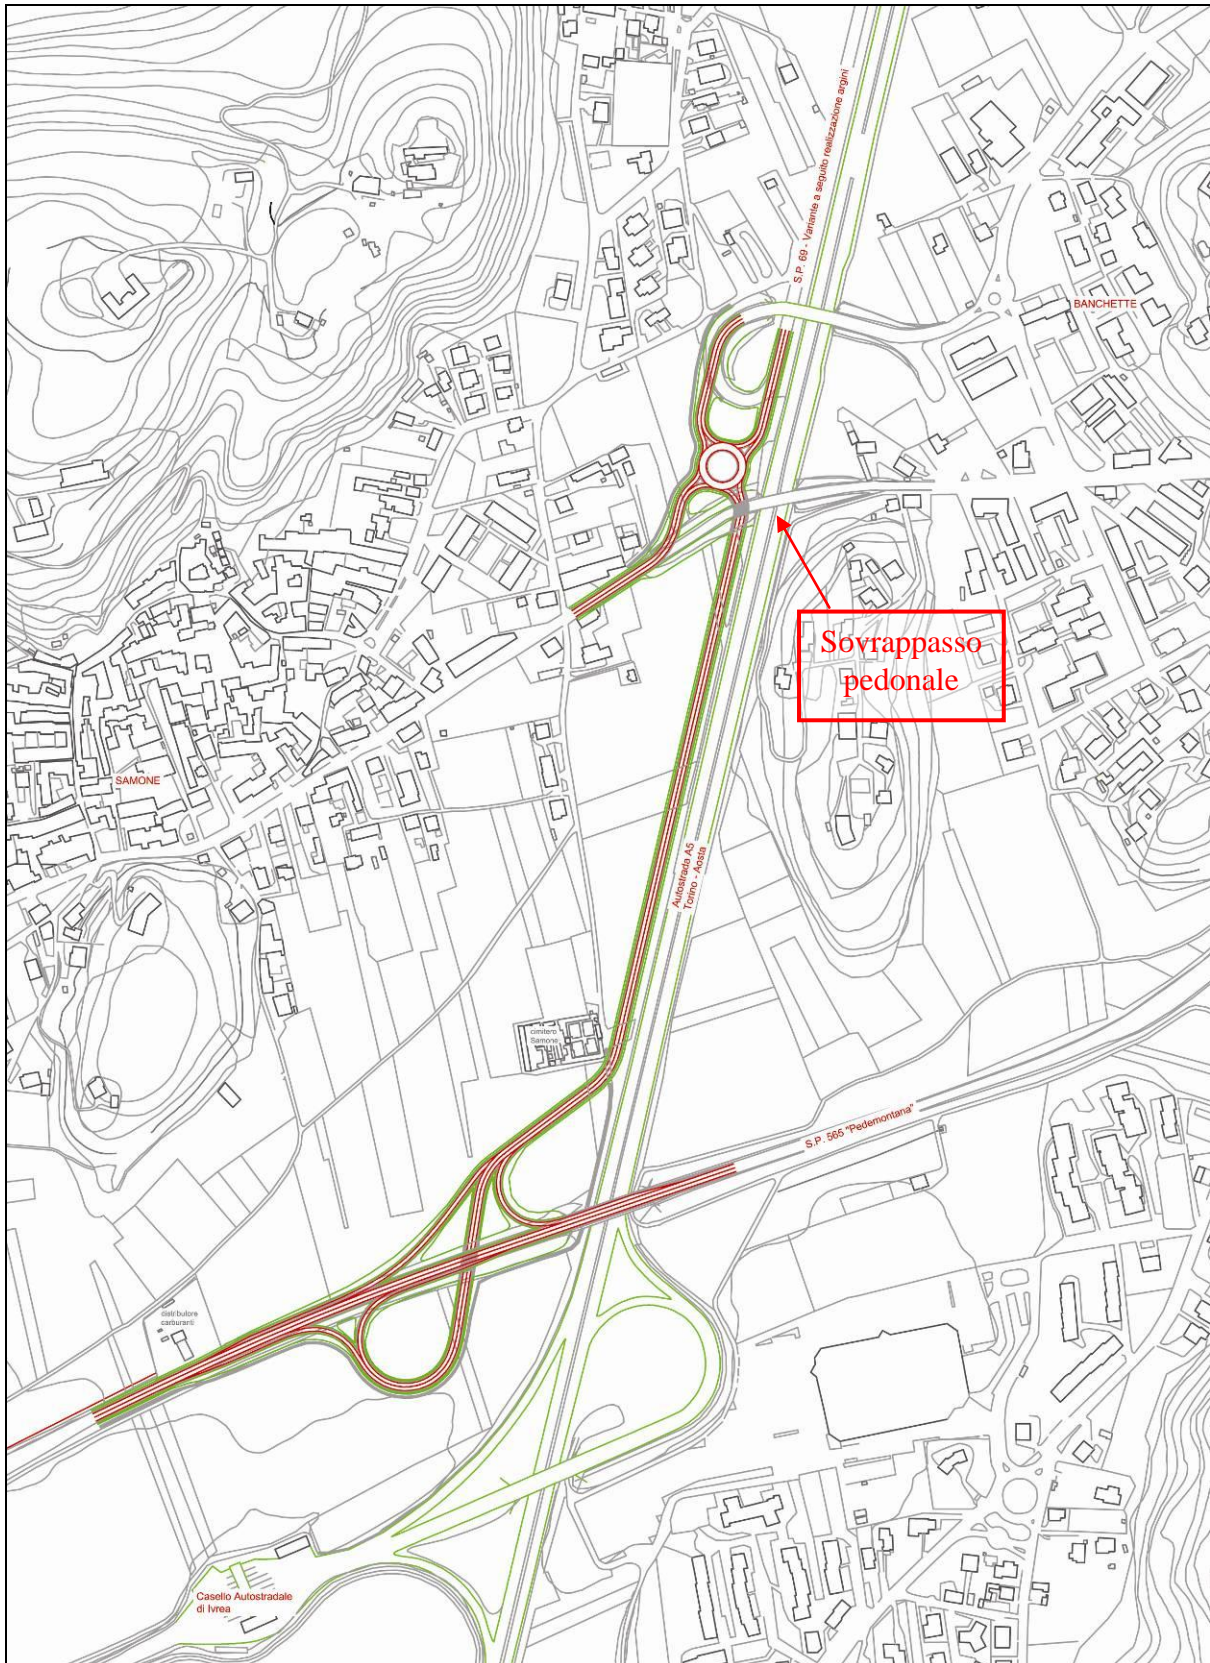 S.P. 69 - Variante a seguito realizzazione argini
BANCHETTE
Sovrappasso
pedonale
SAMONE
Autostrada A5
Torino - Aosta
cimitero
Samone
S.P. 565 "Pedemontana"
distributore
carburanti
Casello Autostradale
di Ivrea